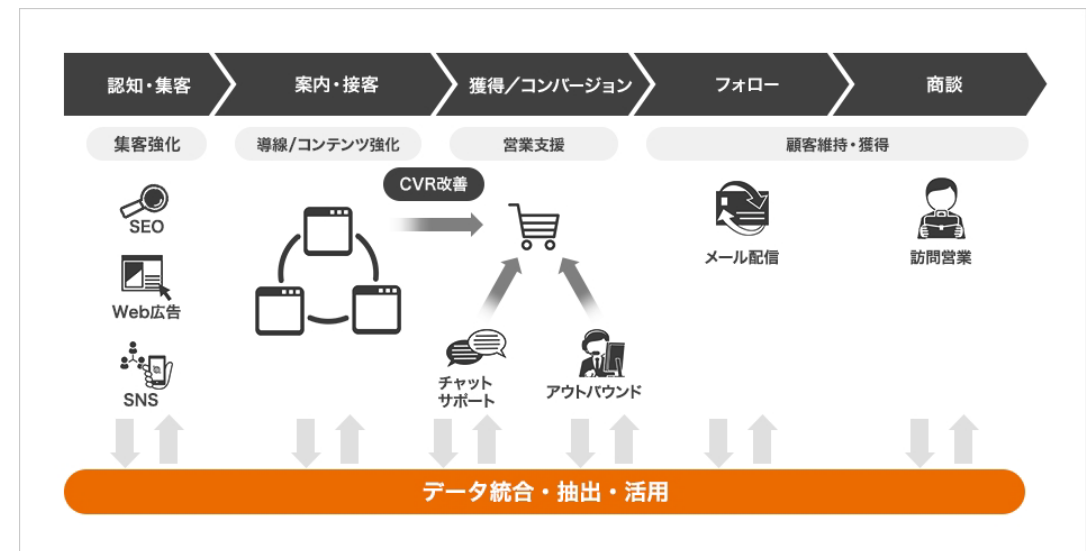 認知・集客
案内・接客
獲得/コンバージョン
フォロー
商談
集客強化
導線/コンテンツ強化
営業支援
顧客維持・獲得
CVR改善
SEO
Web広告
SNS
チャット
サポート
アウトバウンド
メール配信
訪問営業
データ統合・抽出・活用